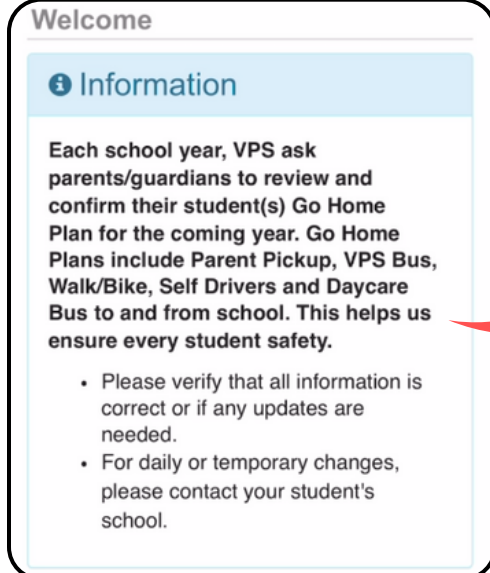 Welcome
Information
Each school year, VPS ask
parents/guardians to review and
confirm their student(s) Go Home
Plan for the coming year. Go Home
Plans include Parent Pickup, VPS Bus,
Walk/Bike, Self Drivers and Daycare
Bus to and from school. This helps us
ensure every student safety.
• Please verify that all information is
correct or if any updates are
needed.
• For daily or temporary changes,
please contact your student's
school.